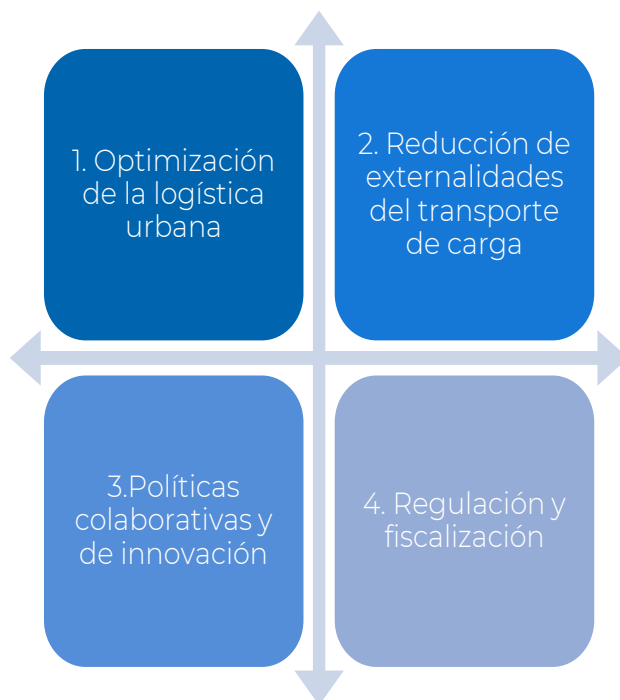 1. Optimización
de la logística
urbana
2. Reducción de
externalidades
del transporte
de carga
3.Políticas
colaborativas y
de innovación
4. Regulación y
fiscalización